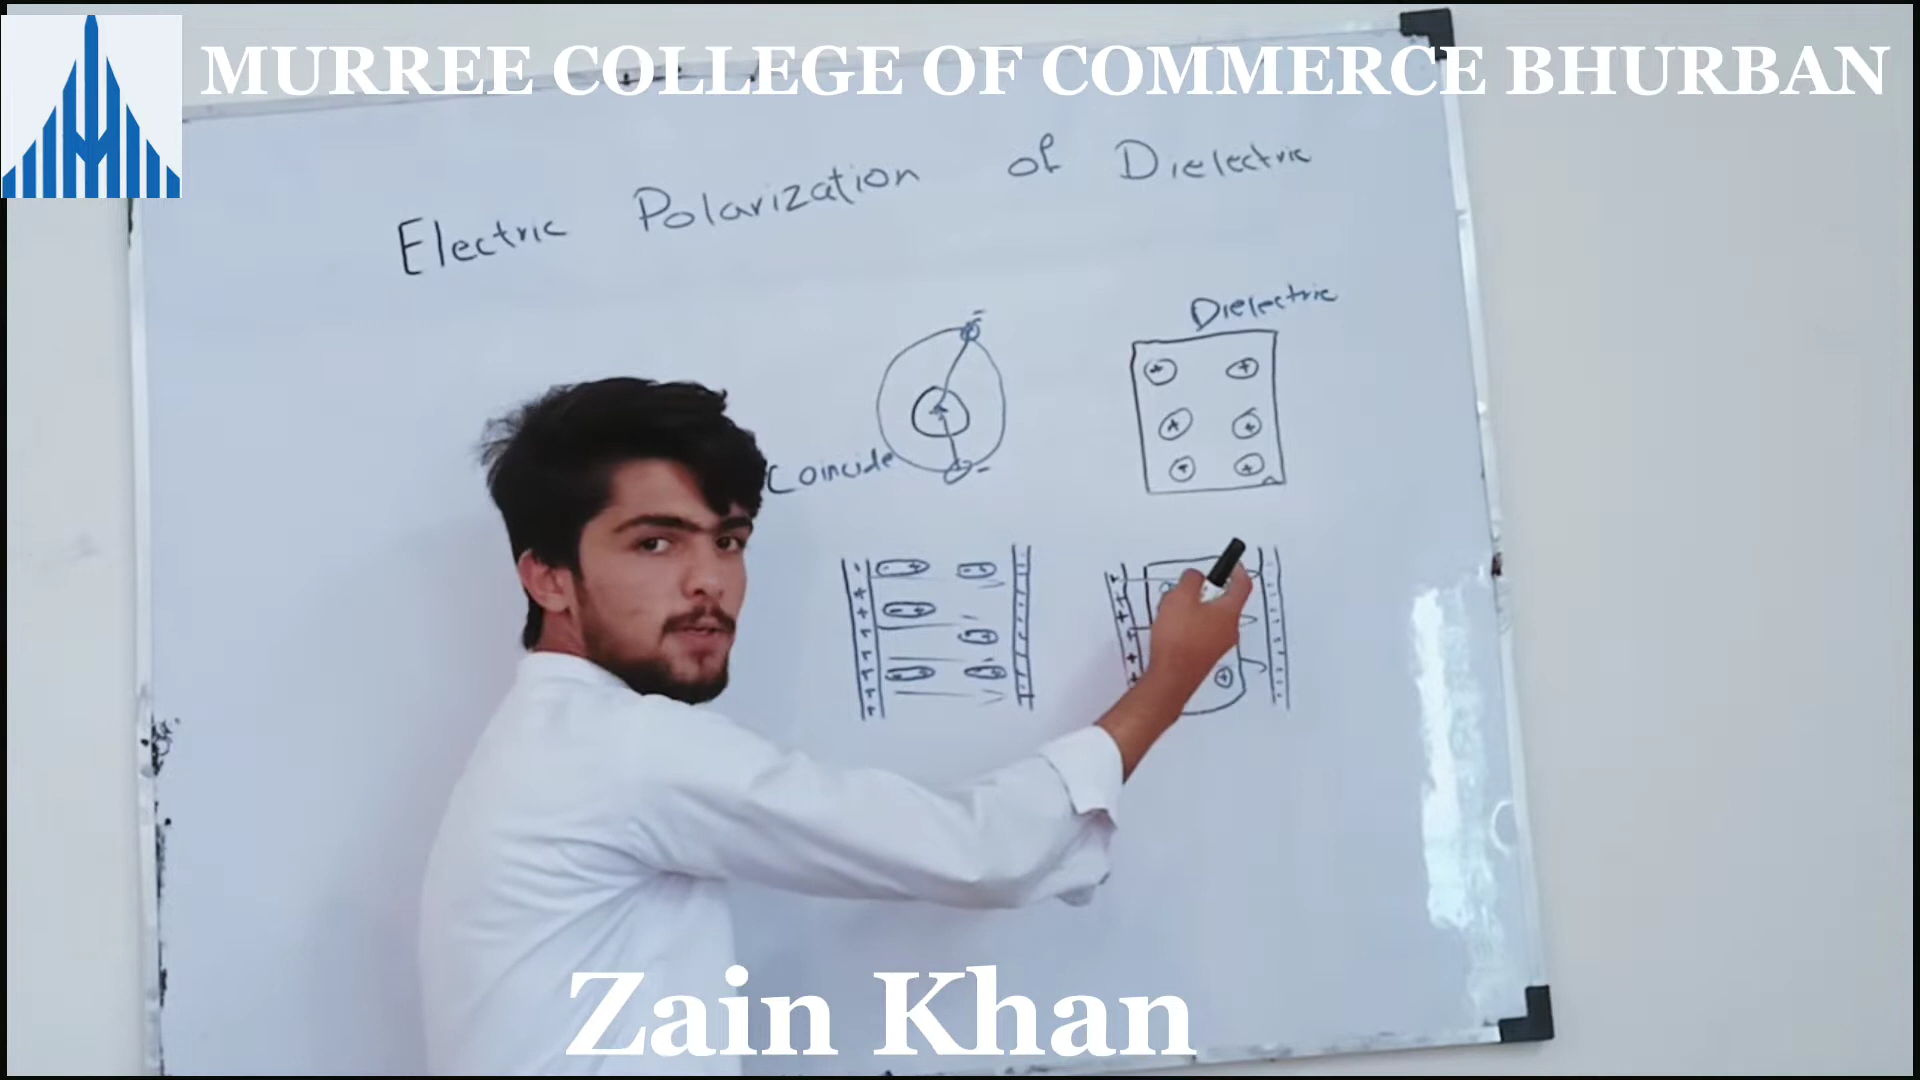 MURREE COLLEGE OF COMMERCE BHURBAN
Electric Polarization of Dielectric
Dielectric
Coincide
Zain Khan